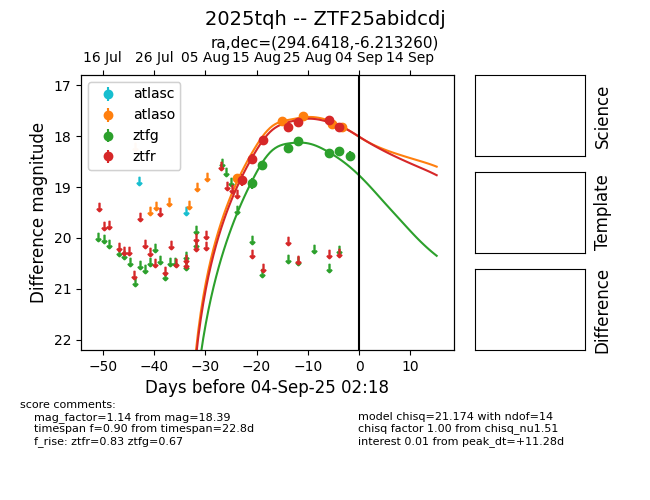 2025tqh -- ZTF25abidcdj
ra,dec=(294.6418,-6.213260)
16 Jul 26 Jul 05 Aug 15 Aug 25 Aug 04 Sep 14 Sep
17
18
19
20
21
22
Difference magnitude
atlasc
atlaso
ztfg
ztfr
−50 −40 −30 −20 −10 0 10
Days before 04-Sep-25 02:18
Science
Template
Difference
score comments:
mag_factor=1.14 from mag=18.39
timespan f=0.90 from timespan=22.8d
f_rise: ztfr=0.83 ztfg=0.67
model chisq=21.174 with ndof=14
chisq factor 1.00 from chisq_nu1.51
interest 0.01 from peak_dt=+11.28d